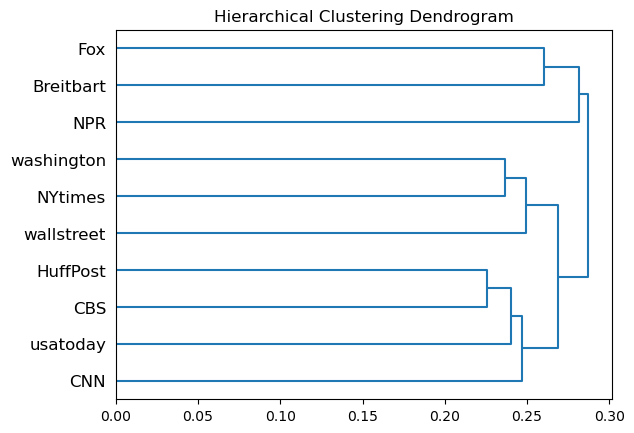 Hierarchical Clustering Dendrogram
Fox
Breitbart
NPR
washington
NYtimes
wallstreet
HuffPost
CBS
usatoday
CNN
0.00 0.05 0.10 0.15 0.20 0.25 0.30